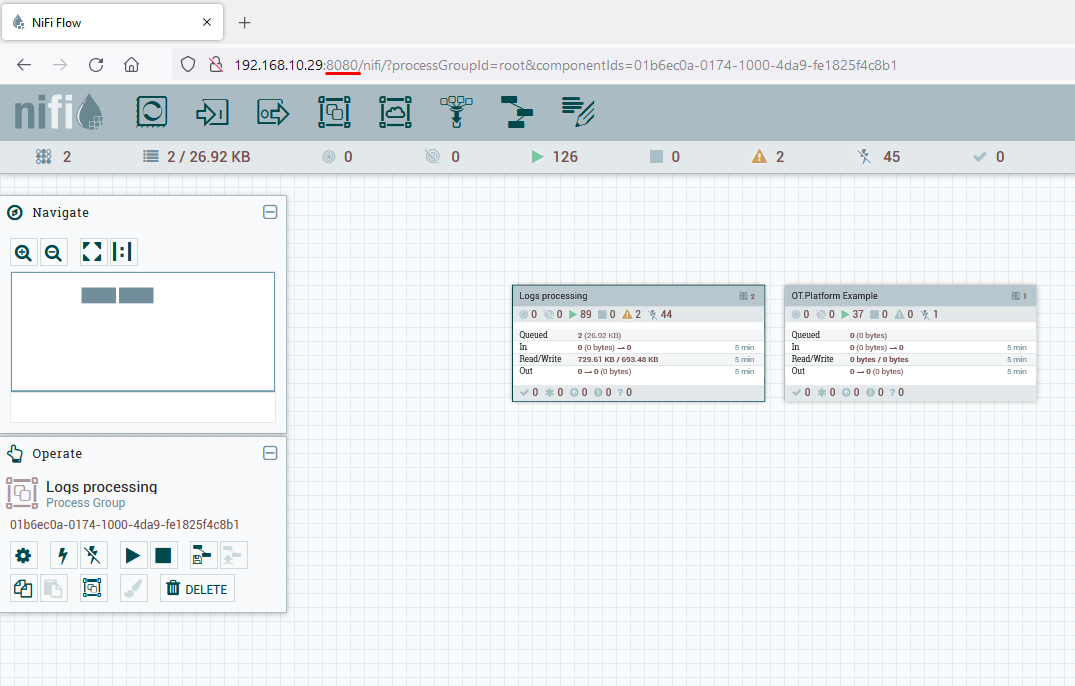 NiFi Flow
192.168.10.29:8080/nifi/?processGroupId=root&componentIds=01b6ec0a-0174-1000-4da9-fe1825f4c8b1
nifi
2 2 / 26.92 KB 0 0 126 0 2 45 0
Navigate
Logs processing 2
0 0 89 0 2 44
Queued 2 (26.92 KB)
In 0 (0 bytes) → 0 5 min
Read/Write 729.61 KB / 693.48 KB 5 min
Out 0 → 0 (0 bytes) 5 min
0 0 0 0 ? 0
OT.Platform Example 1
0 0 37 0 0 1
Queued 0 (0 bytes)
In 0 (0 bytes) → 0 5 min
Read/Write 0 bytes / 0 bytes 5 min
Out 0 → 0 (0 bytes) 5 min
0 0 0 0 ? 0
Operate
Logs processing
Process Group
01b6ec0a-0174-1000-4da9-fe1825f4c8b1
DELETE